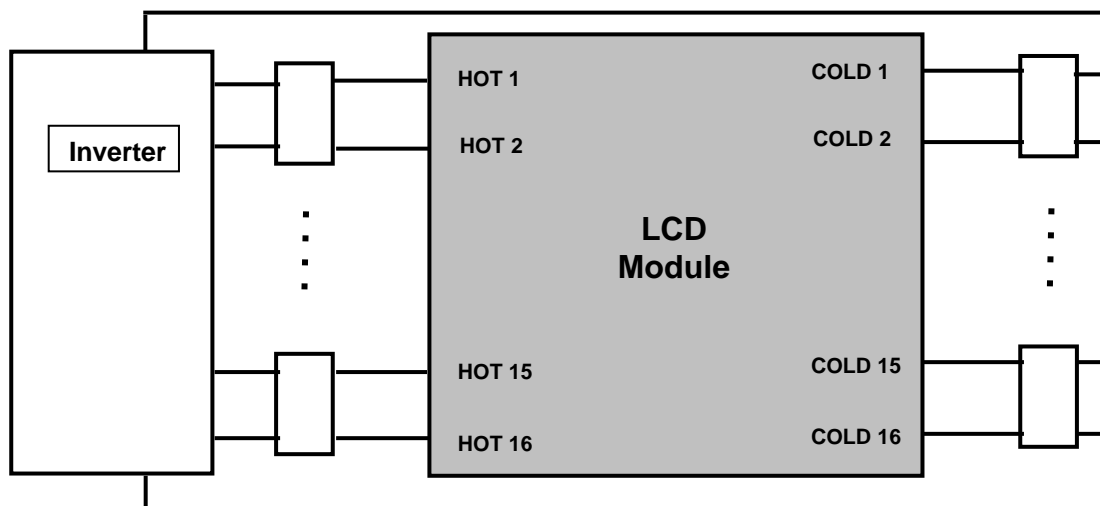 HOT 1
COLD 1
HOT 2
COLD 2
Inverter
LCD
Module
HOT 15
COLD 15
HOT 16
COLD 16